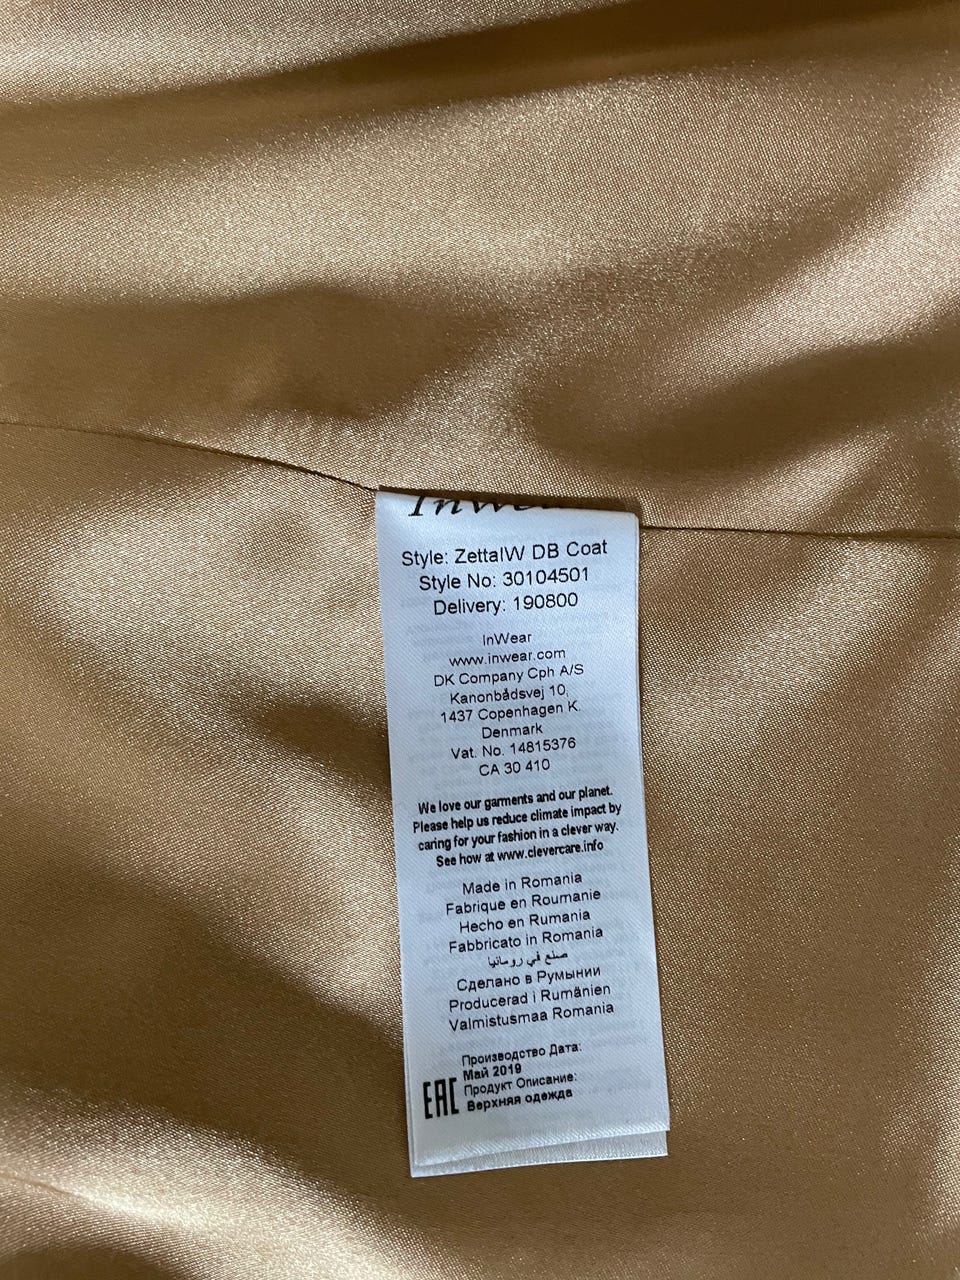 InWear
Style: ZettaIW DB Coat
Style No: 30104501
Delivery: 190800
InWear
www.inwear.com
DK Company Cph A/S
Kanonbådsvej 10,
1437 Copenhagen K.
Denmark
Vat. No. 14815376
CA 30 410
We love our garments and our planet.
Please help us reduce climate impact by
caring for your fashion in a clever way.
See how at www.clevercare.info
Made in Romania
Fabrique en Roumanie
Hecho en Rumania
Fabbricato in Romania
صنع في رومانيا
Сделано в Румынии
Producerad i Rumänien
Valmistusmaa Romania
Производство Дата:
Май 2019
EAC Продукт Описание:
Верхняя одежда